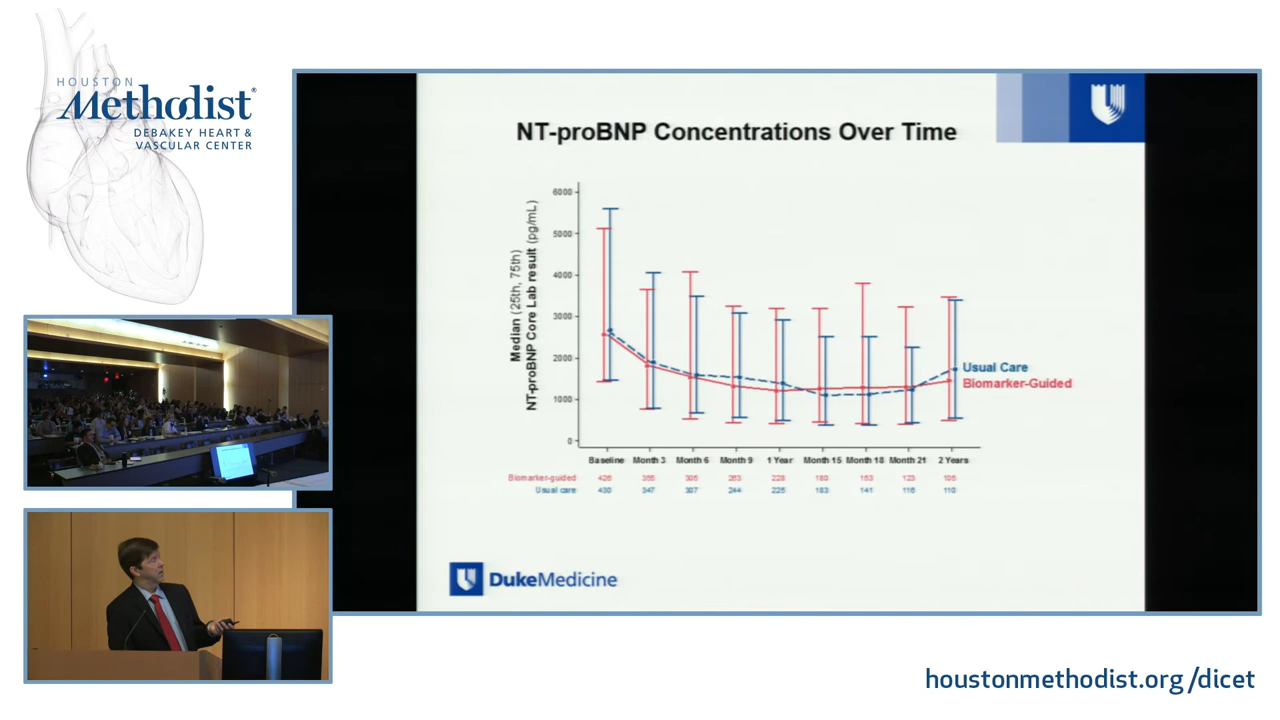 HOUSTON
Methodist®
DEBAKEY HEART &
VASCULAR CENTER
NT-proBNP Concentrations Over Time
Median (25th, 75th)
NT-proBNP Core Lab result (pg/mL)
6000
5000
4000
3000
2000
1000
0
Usual Care
Biomarker-Guided
Baseline Month 3 Month 6 Month 9 1 Year Month 15 Month 18 Month 21 2 Years
Biomarker-guided 426 355 305 263 228 180 153 123 105
Usual care 430 347 307 244 225 183 141 116 110
DukeMedicine
houstonmethodist.org/dicet